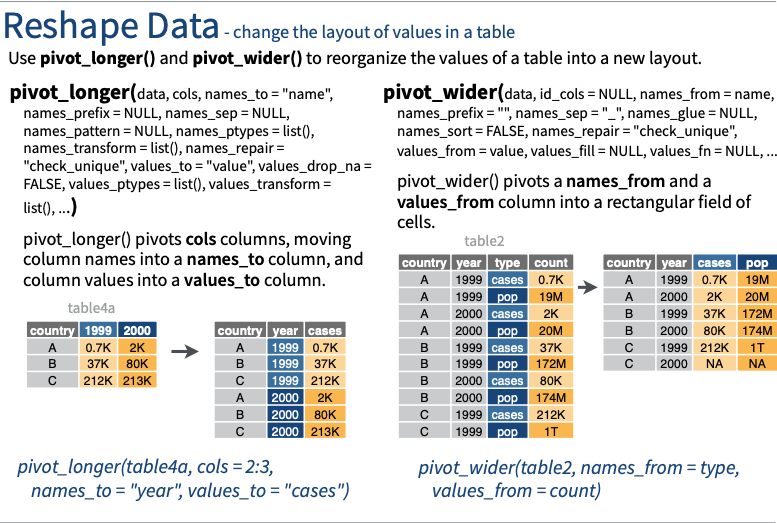 Reshape Data - change the layout of values in a table
Use pivot_longer() and pivot_wider() to reorganize the values of a table into a new layout.
pivot_longer(data, cols, names_to = "name",
names_prefix = NULL, names_sep = NULL,
names_pattern = NULL, names_ptypes = list(),
names_transform = list(), names_repair =
"check_unique", values_to = "value", values_drop_na =
FALSE, values_ptypes = list(), values_transform =
list(), ...)
pivot_longer() pivots cols columns, moving
column names into a names_to column, and
column values into a values_to column.
table4a
country 1999 2000
A 0.7K 2K
B 37K 80K
C 212K 213K
country year cases
A 1999 0.7K
B 1999 37K
C 1999 212K
A 2000 2K
B 2000 80K
C 2000 213K
pivot_longer(table4a, cols = 2:3,
names_to = "year", values_to = "cases")
pivot_wider(data, id_cols = NULL, names_from = name,
names_prefix = "", names_sep = "_", names_glue = NULL,
names_sort = FALSE, names_repair = "check_unique",
values_from = value, values_fill = NULL, values_fn = NULL, ...
pivot_wider() pivots a names_from and a
values_from column into a rectangular field of
cells.
table2
country year type count
A 1999 cases 0.7K
A 1999 pop 19M
A 2000 cases 2K
A 2000 pop 20M
B 1999 cases 37K
B 1999 pop 172M
B 2000 cases 80K
B 2000 pop 174M
C 1999 cases 212K
C 1999 pop 1T
country year cases pop
A 1999 0.7K 19M
A 2000 2K 20M
B 1999 37K 172M
B 2000 80K 174M
C 1999 212K 1T
C 2000 NA NA
pivot_wider(table2, names_from = type,
values_from = count)